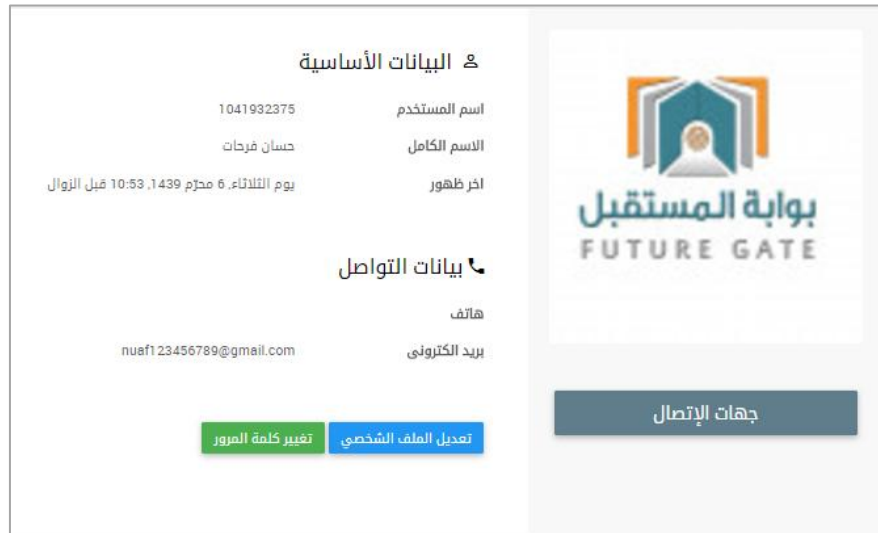 بوابة المستقبل
FUTURE GATE
جهات الإتصال
البيانات الأساسية
اسم المستخدم 1041932375
الاسم الكامل حسان فرحات
اخر ظهور يوم الثلاثاء, 6 محرّم 1439, 10:53 قبل الزوال
بيانات التواصل
هاتف
بريد الكترونى nuaf123456789@gmail.com
تعديل الملف الشخصي تغيير كلمة المرور